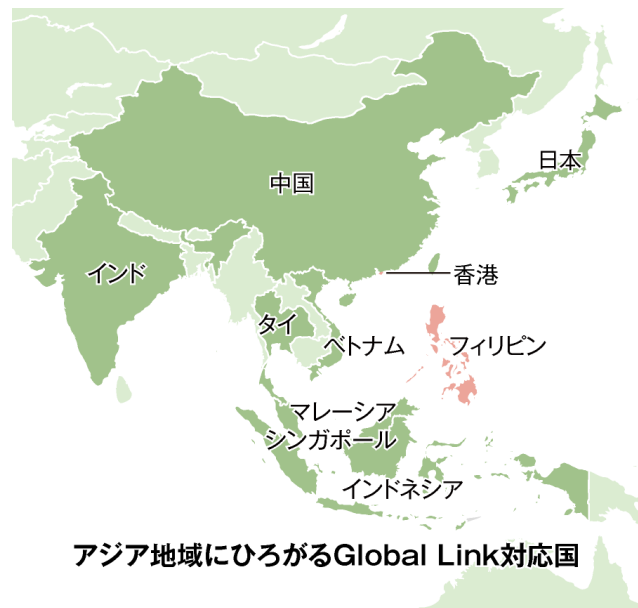 日本
中国
インド
香港
タイ
ベトナム
フィリピン
マレーシア
シンガポール
インドネシア
アジア地域にひろがるGlobal Link対応国